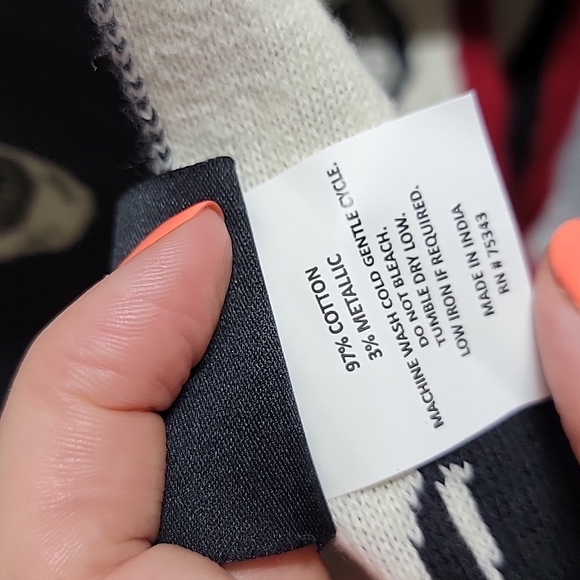 97% COTTON
3% METALLIC
MACHINE WASH COLD GENTLE CYCLE.
DO NOT BLEACH.
TUMBLE DRY LOW.
LOW IRON IF REQUIRED.
MADE IN INDIA
RN # 75343